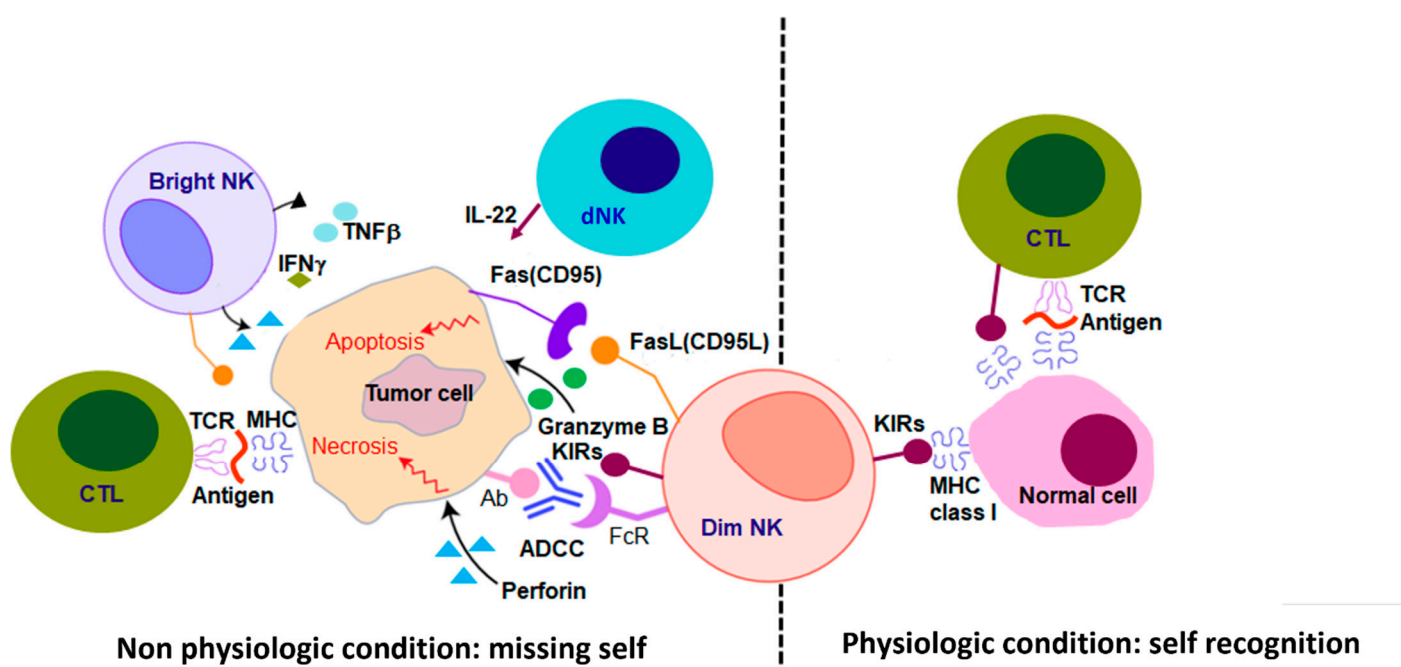 Bright NK
TNFβ
IFNγ
IL-22
dNK
Fas(CD95)
FasL(CD95L)
Apoptosis
Tumor cell
Necrosis
Granzyme B
KIRs
TCR MHC
CTL
Antigen
Ab
ADCC
FcR
Perforin
Dim NK
CTL
TCR
Antigen
KIRs
MHC
class I
Normal cell
Non physiologic condition: missing self
Physiologic condition: self recognition